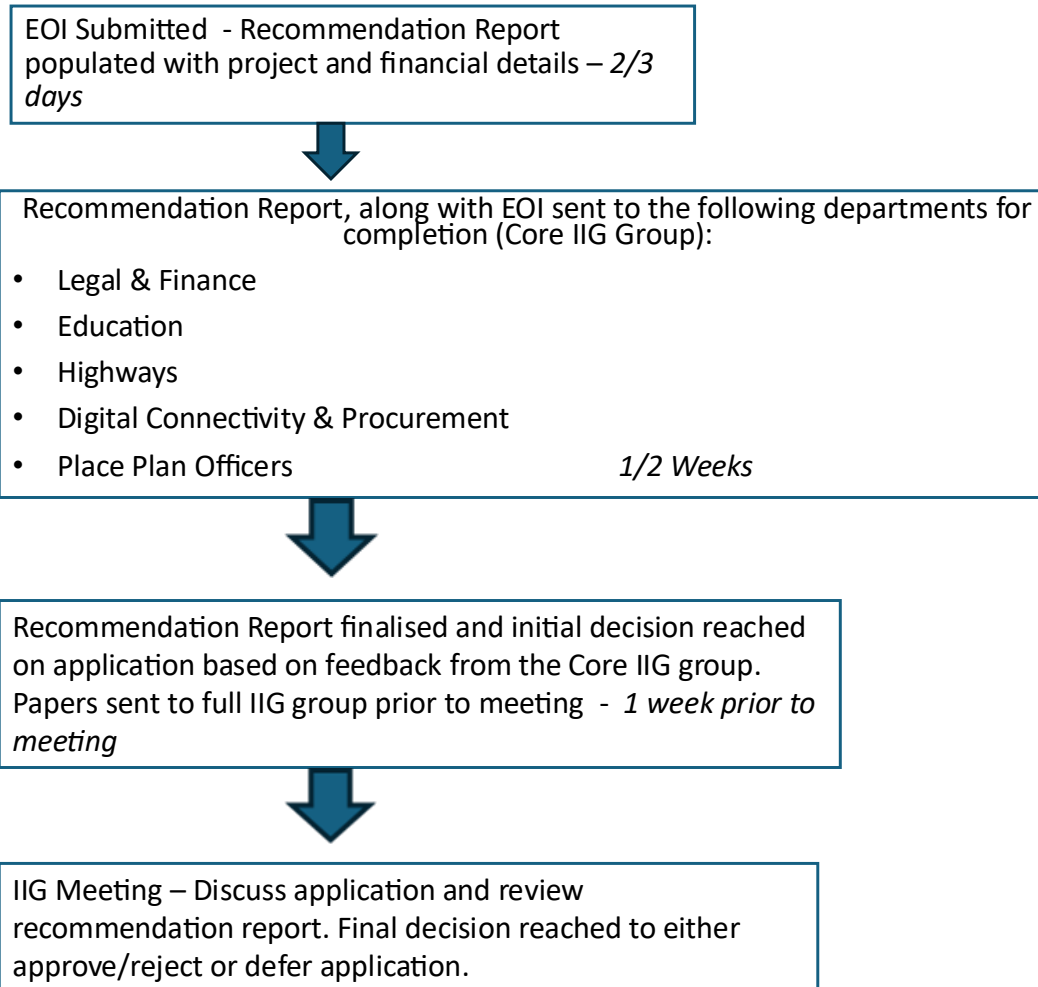 EOI Submitted  - Recommendation Report
populated with project and financial details – 2/3
days
Recommendation Report, along with EOI sent to the following departments for
completion (Core IIG Group):
• Legal & Finance
• Education
• Highways
• Digital Connectivity & Procurement
• Place Plan Officers 1/2 Weeks
Recommendation Report finalised and initial decision reached
on application based on feedback from the Core IIG group.
Papers sent to full IIG group prior to meeting  -  1 week prior to
meeting
IIG Meeting – Discuss application and review
recommendation report. Final decision reached to either
approve/reject or defer application.